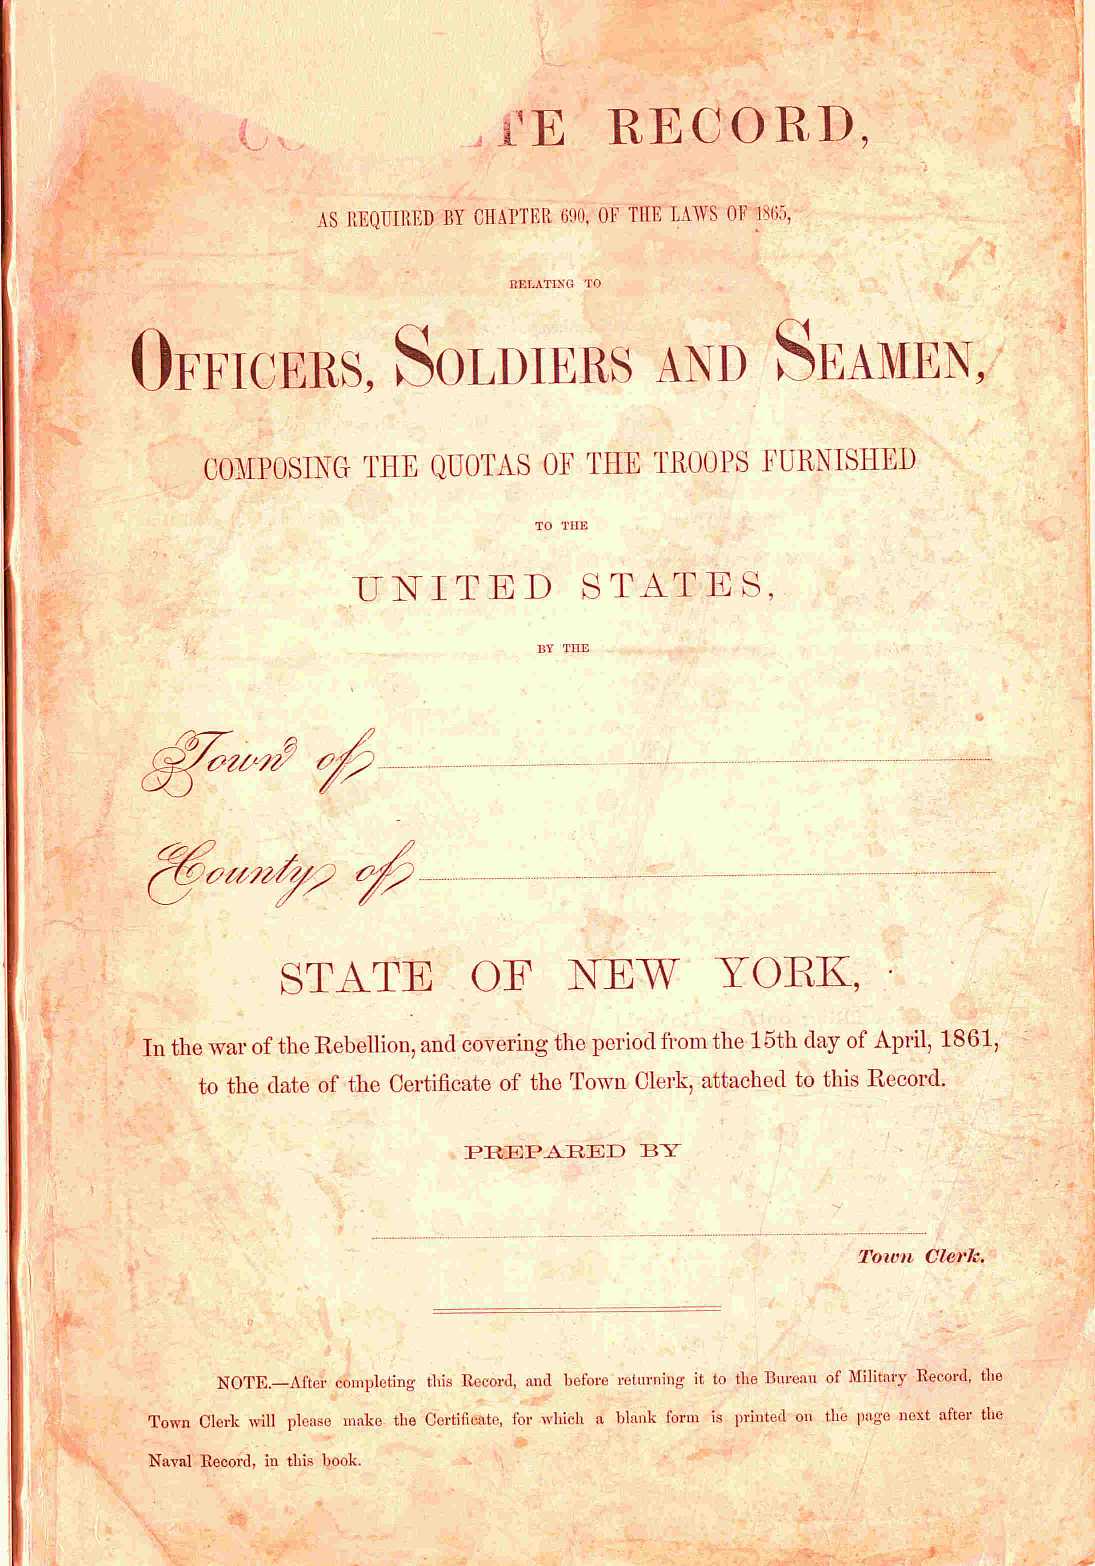 RECORD,
AS REQUIRED BY CHAPTER 690, OF THE LAWS OF 1865,
RELATING TO
OFFICERS, SOLDIERS AND SEAMEN,
COMPOSING THE QUOTAS OF THE TROOPS FURNISHED
TO THE
UNITED STATES,
BY THE
Town of
County of
STATE OF NEW YORK,
In the war of the Rebellion, and covering the period from the 15th day of April, 1861,
to the date of the Certificate of the Town Clerk, attached to this Record.
PREPARED BY
Town Clerk.
NOTE.—After completing this Record, and before returning it to the Bureau of Military Record, the
Town Clerk will please make the Certificate, for which a blank form is printed on the page next after the
Naval Record, in this book.